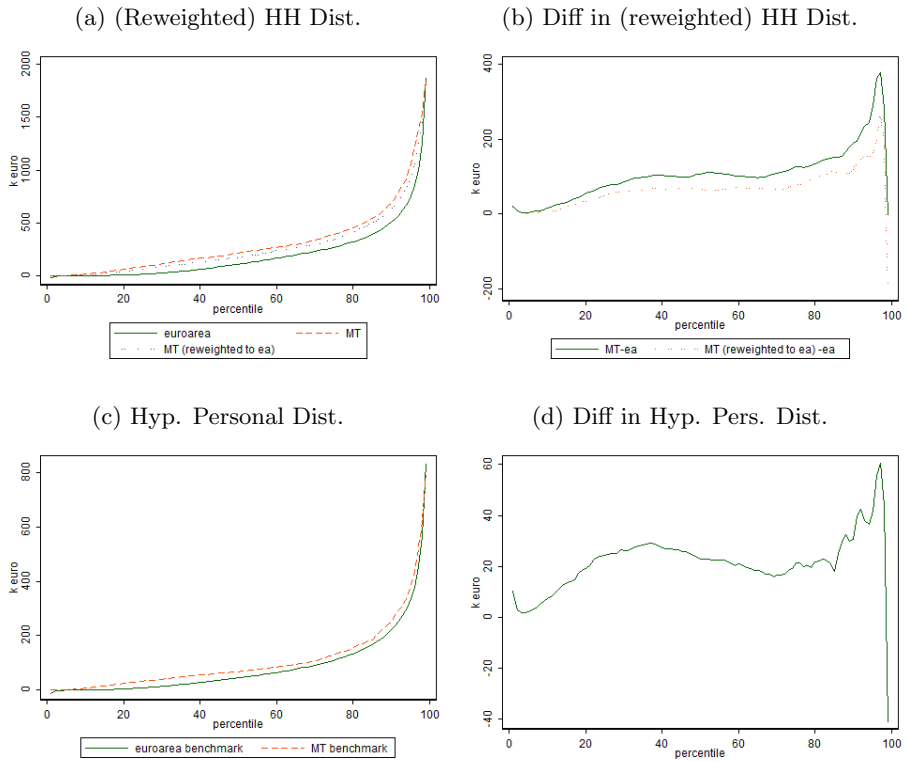 (a) (Reweighted) HH Dist.
2000
1500
1000
500
0
k euro
0 20 40 60 80 100
percentile
euroarea MT
MT (reweighted to ea)
(b) Diff in (reweighted) HH Dist.
400
200
0
-200
k euro
0 20 40 60 80 100
percentile
MT-ea MT (reweighted to ea) -ea
(c) Hyp. Personal Dist.
800
600
400
200
0
k euro
0 20 40 60 80 100
percentile
euroarea benchmark MT benchmark
(d) Diff in Hyp. Pers. Dist.
60
40
20
0
-20
-40
k euro
0 20 40 60 80 100
percentile